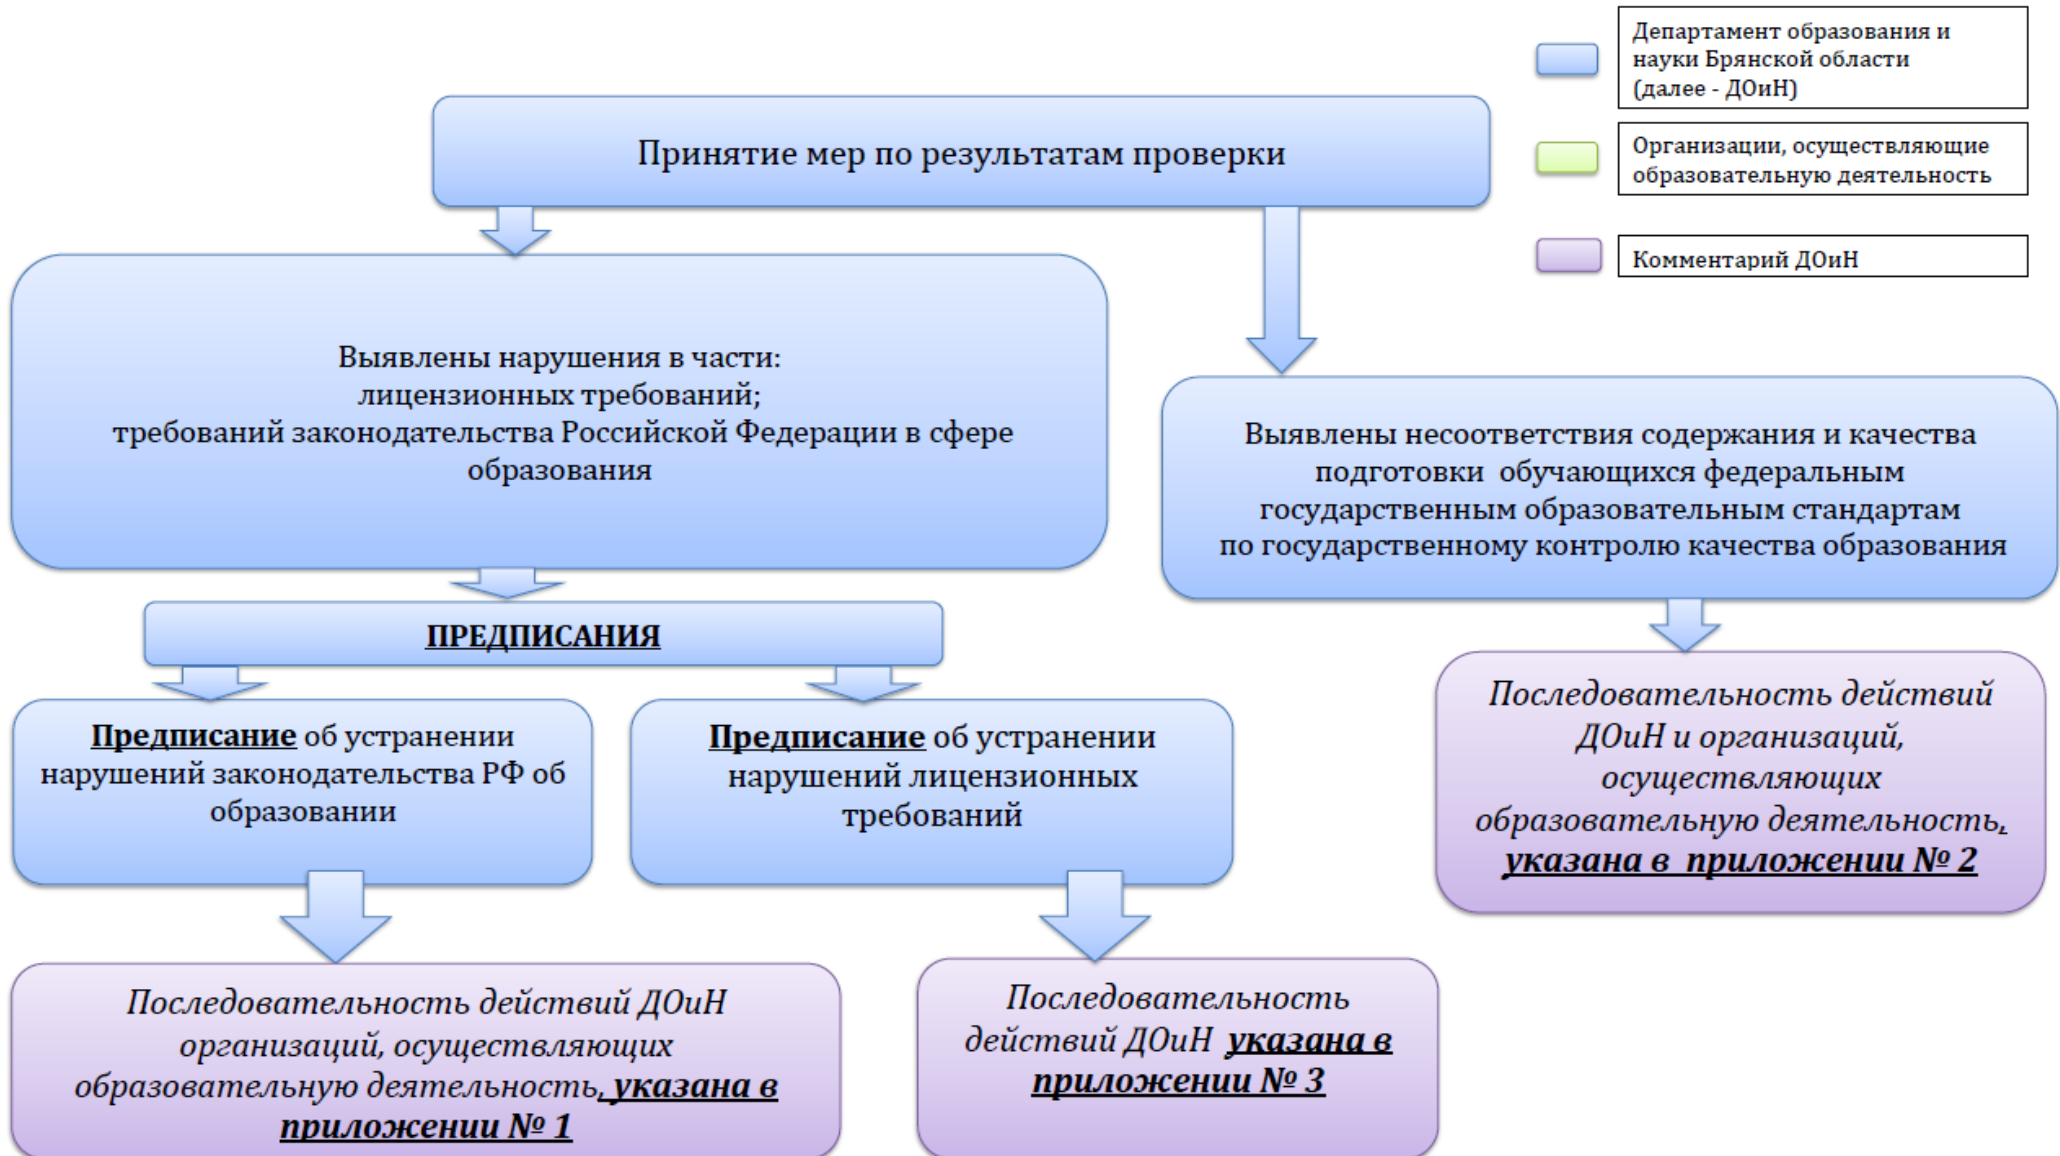 Департамент образования и
науки Брянской области
(далее - ДОиН)
Организации, осуществляющие
образовательную деятельность
Комментарий ДОиН
Принятие мер по результатам проверки
Выявлены нарушения в части:
лицензионных требований;
требований законодательства Российской Федерации в сфере
образования
Выявлены несоответствия содержания и качества
подготовки обучающихся федеральным
государственным образовательным стандартам
по государственному контролю качества образования
ПРЕДПИСАНИЯ
Предписание об устранении
нарушений законодательства РФ об
образовании
Предписание об устранении
нарушений лицензионных
требований
Последовательность действий
ДОиН и организаций,
осуществляющих
образовательную деятельность,
указана в приложении № 2
Последовательность действий ДОиН
организаций, осуществляющих
образовательную деятельность, указана в
приложении № 1
Последовательность
действий ДОиН указана в
приложении № 3